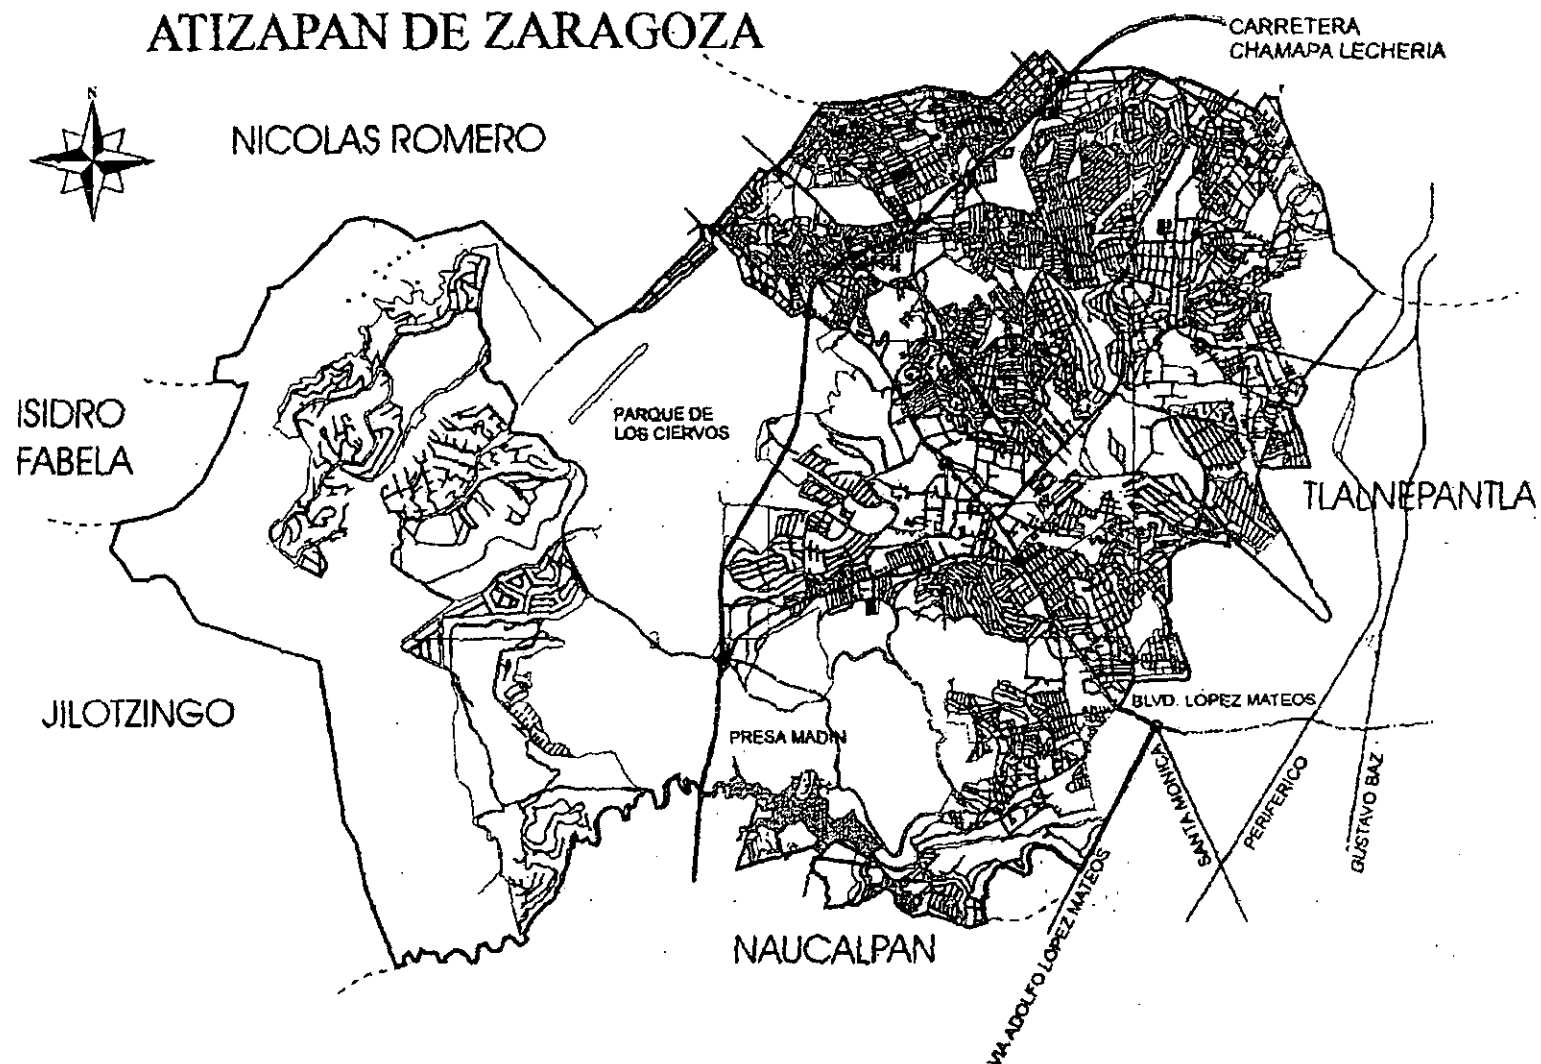 ATIZAPAN DE ZARAGOZA
CARRETERA
CHAMAPA LECHERIA
N
NICOLAS ROMERO
ISIDRO
FABELA
PARQUE DE
LOS CIERVOS
TLALNEPANTLA
JILOTZINGO
BLVD. LÓPEZ MATEOS
PRESA MADIN
SANTA MONICA
PERIFERICO
GUSTAVO BAZ
VIA ADOLFO LOPEZ MATEOS
NAUCALPAN